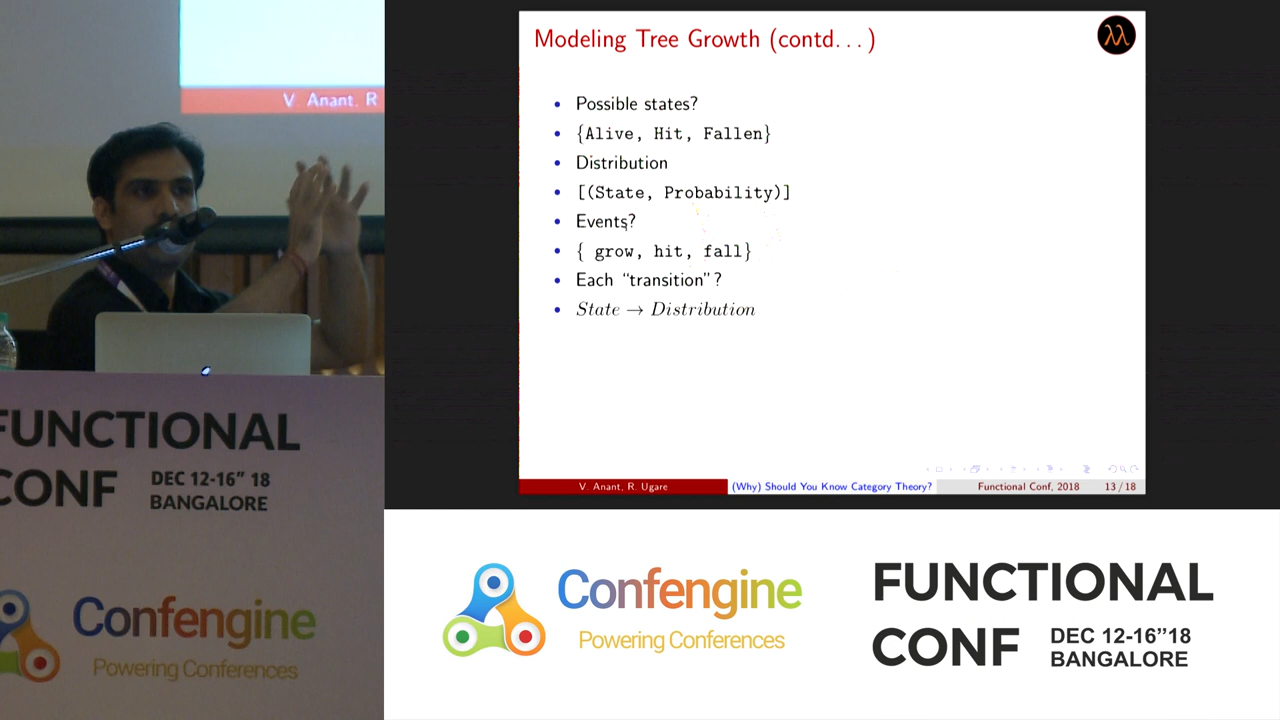 V. Anant, R
Modeling Tree Growth (contd. . . )
λλ
• Possible states?
• {Alive, Hit, Fallen}
• Distribution
• [(State, Probability)]
• Events?
• { grow, hit, fall}
• Each “transition”?
• State → Distribution
V. Anant, R. Ugare
(Why) Should You Know Category Theory?
Functional Conf, 2018
13 / 18
FUNCTIONAL
CONF
DEC 12-16” 18
BANGALORE
Confengine
Powering Conferences
Confengine
Powering Conferences
FUNCTIONAL
CONF
DEC 12-16”18
BANGALORE